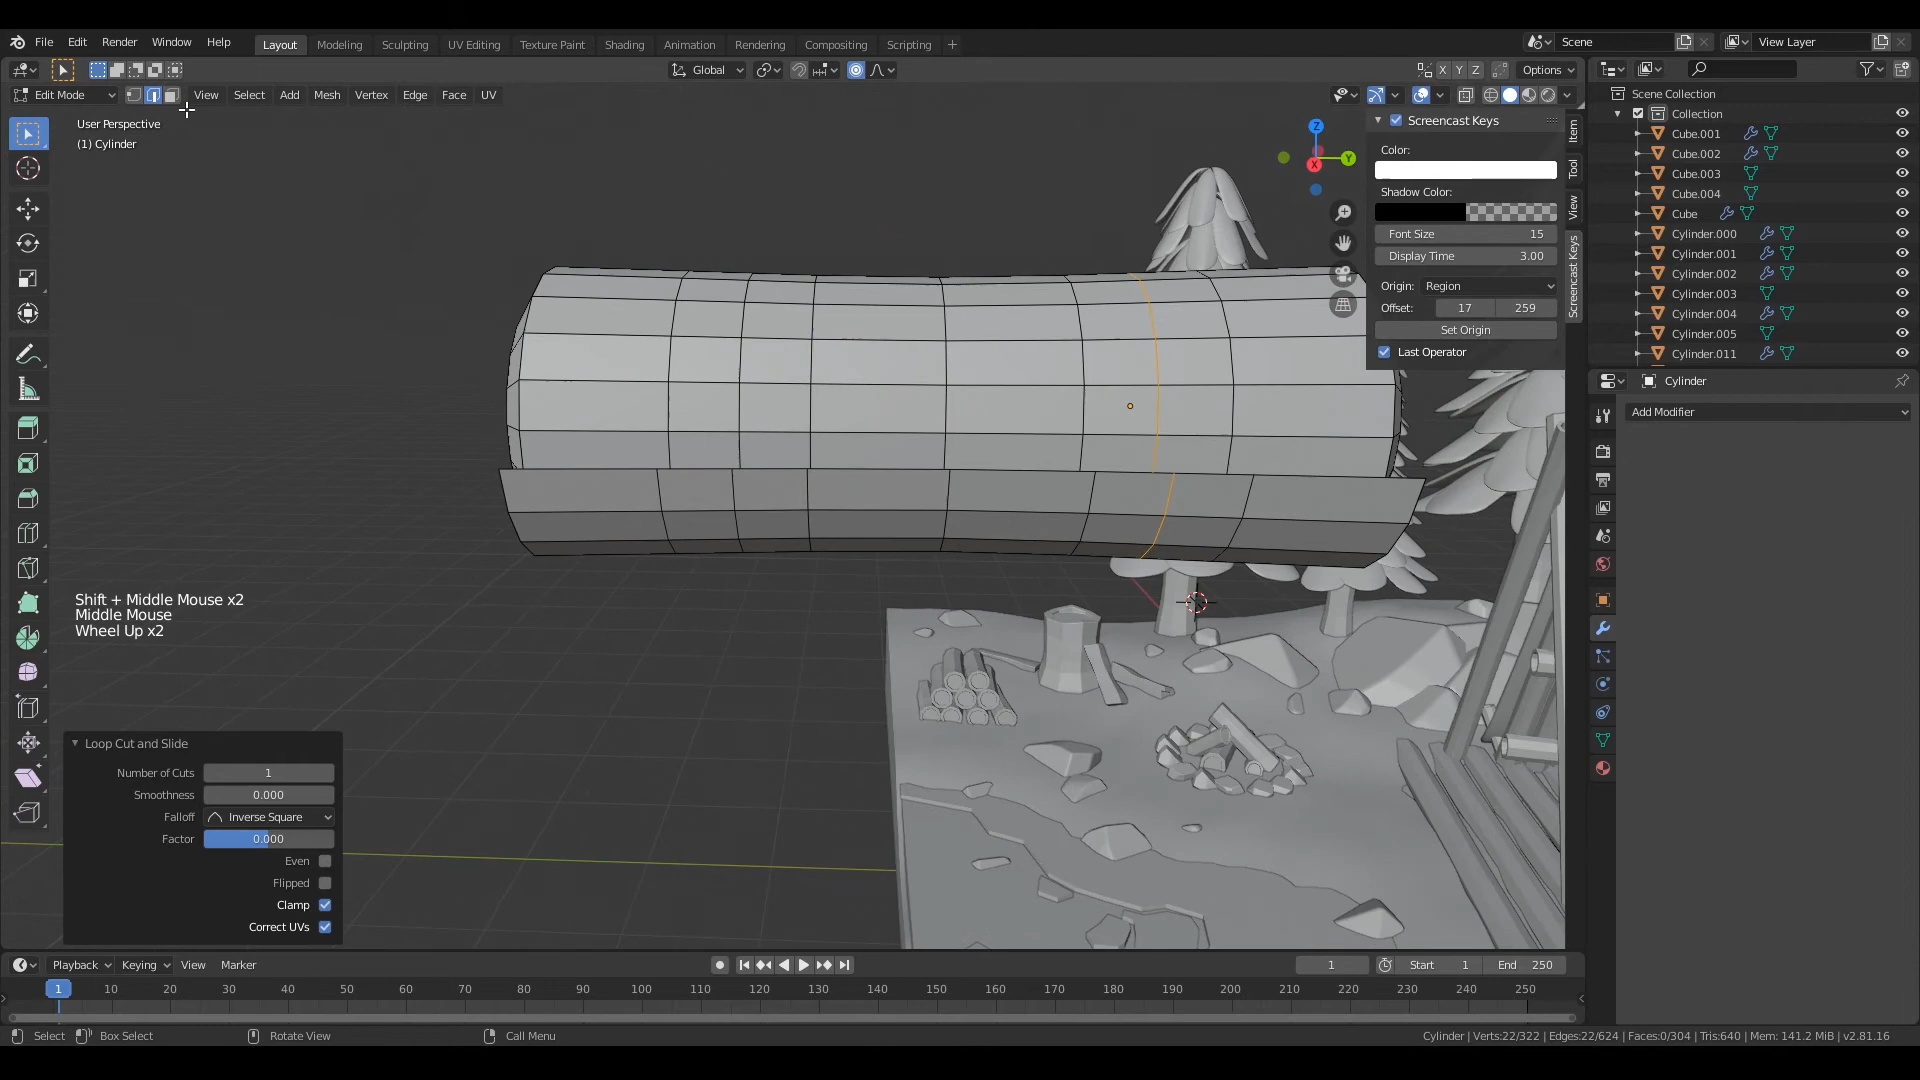 File Edit Render Window Help Layout Modeling Sculpting UV Editing Texture Paint Shading Animation Rendering Compositing Scripting + Scene View Layer
Global X Y Z Options
Edit Mode View Select Add Mesh Vertex Edge Face UV
User Perspective
(1) Cylinder
Z
Y
X
Screencast Keys
Color:
Shadow Color:
Font Size 15
Display Time 3.00
Origin: Region
Offset: 17 259
Set Origin
Last Operator
Item
Tool
View
Screencast Keys
Scene Collection
Collection
Cube.001
Cube.002
Cube.003
Cube.004
Cube
Cylinder.000
Cylinder.001
Cylinder.002
Cylinder.003
Cylinder.004
Cylinder.005
Cylinder.011
Cylinder
Add Modifier
Shift + Middle Mouse x2
Middle Mouse
Wheel Up x2
Loop Cut and Slide
Number of Cuts 1
Smoothness 0.000
Falloff Inverse Square
Factor 0.000
Even
Flipped
Clamp
Correct UVs
Playback Keying View Marker 1 Start 1 End 250
1 10 20 30 40 50 60 70 80 90 100 110 120 130 140 150 160 170 180 190 200 210 220 230 240 250
Select Box Select Rotate View Call Menu Cylinder | Verts:22/322 | Edges:22/624 | Faces:0/304 | Tris:640 | Mem: 141.2 MiB | v2.81.16